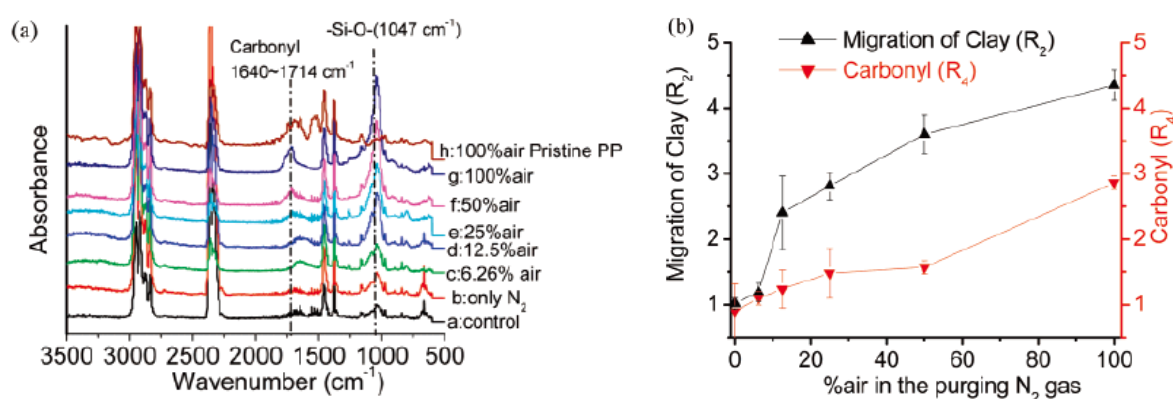 (a)
-Si-O-(1047 cm⁻¹)
Carbonyl
1640~1714 cm⁻¹
h:100%air Pristine PP
g:100%air
f:50%air
e:25%air
d:12.5%air
c:6.26% air
b:only N₂
a:control
Absorbance
3500 3000 2500 2000 1500 1000 500
Wavenumber (cm⁻¹)
(b)
Migration of Clay (R₂)
Carbonyl (R₄)
5
4
3
2
1
Migration of Clay (R₂)
5
4
3
2
1
Carbonyl (R₄)
0 20 40 60 80 100
%air in the purging N₂ gas